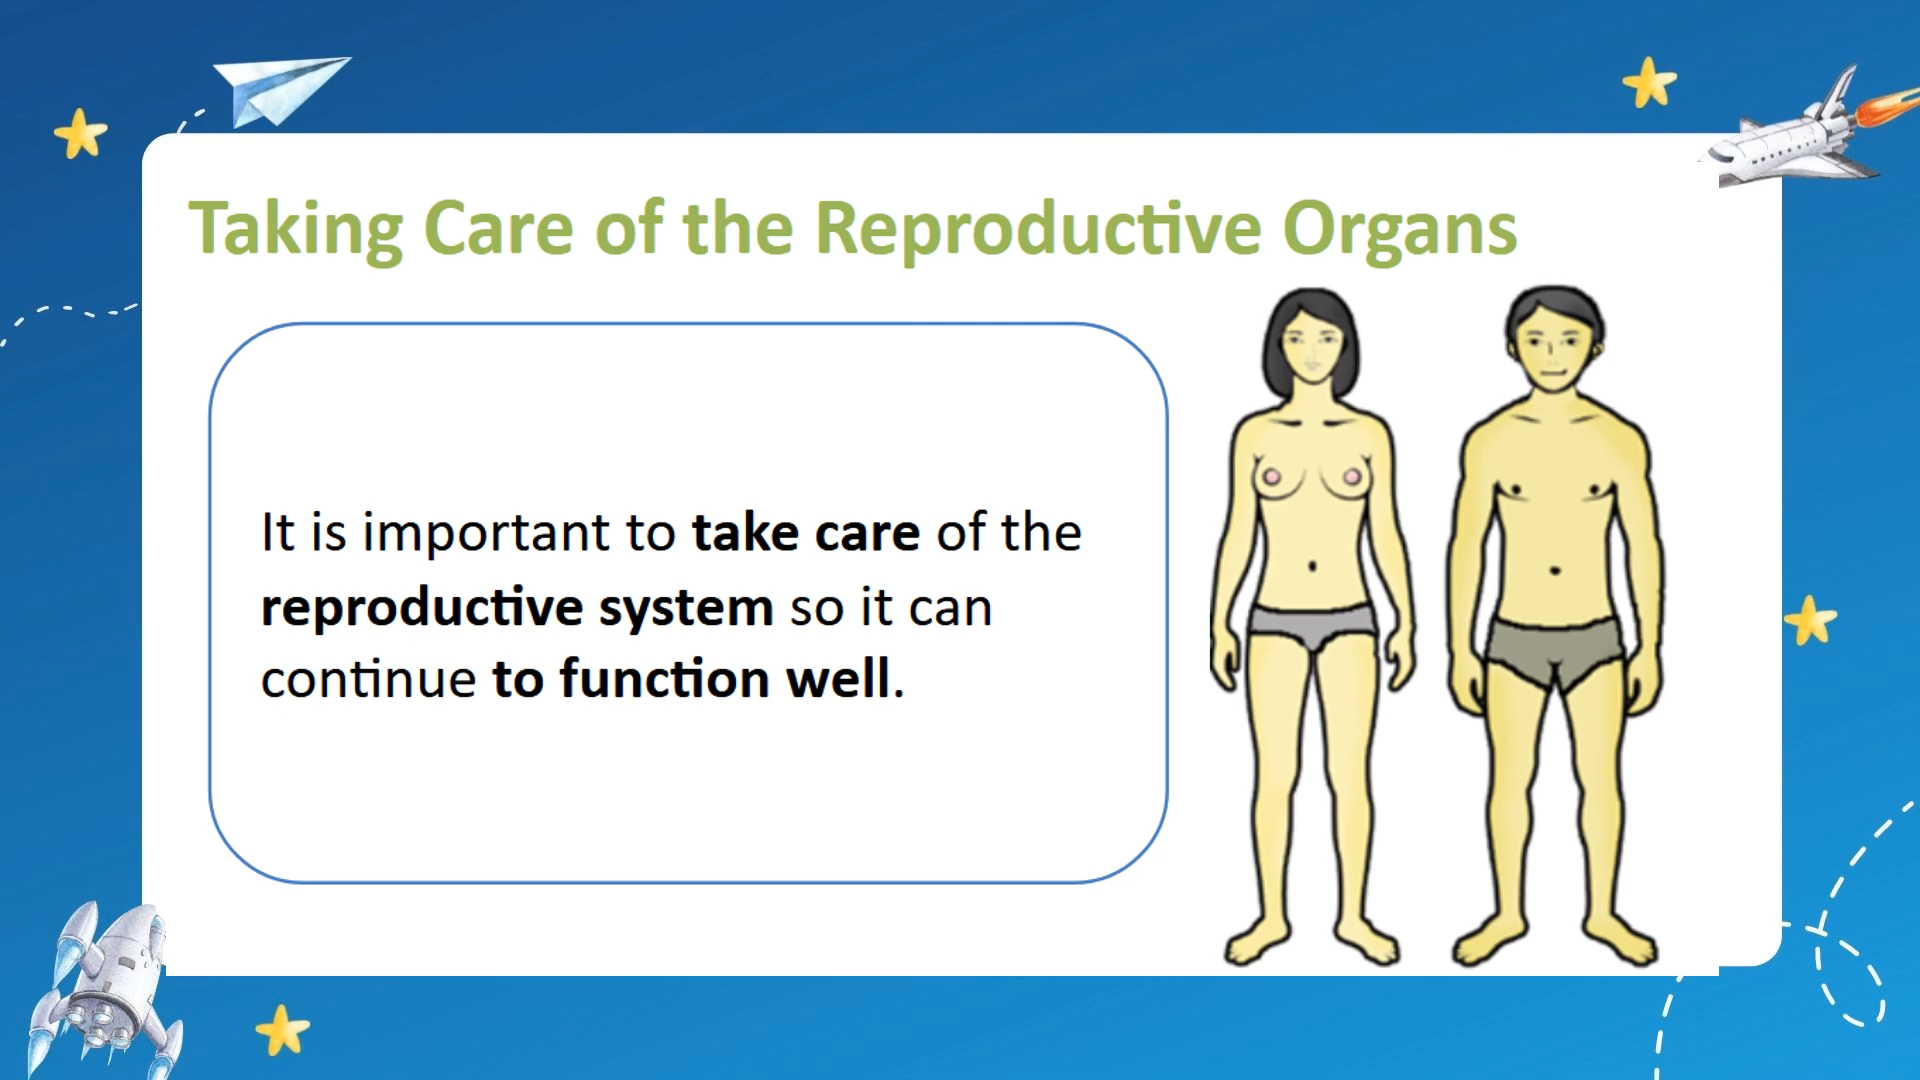 Taking Care of the Reproductive Organs
It is important to take care of the
reproductive system so it can
continue to function well.